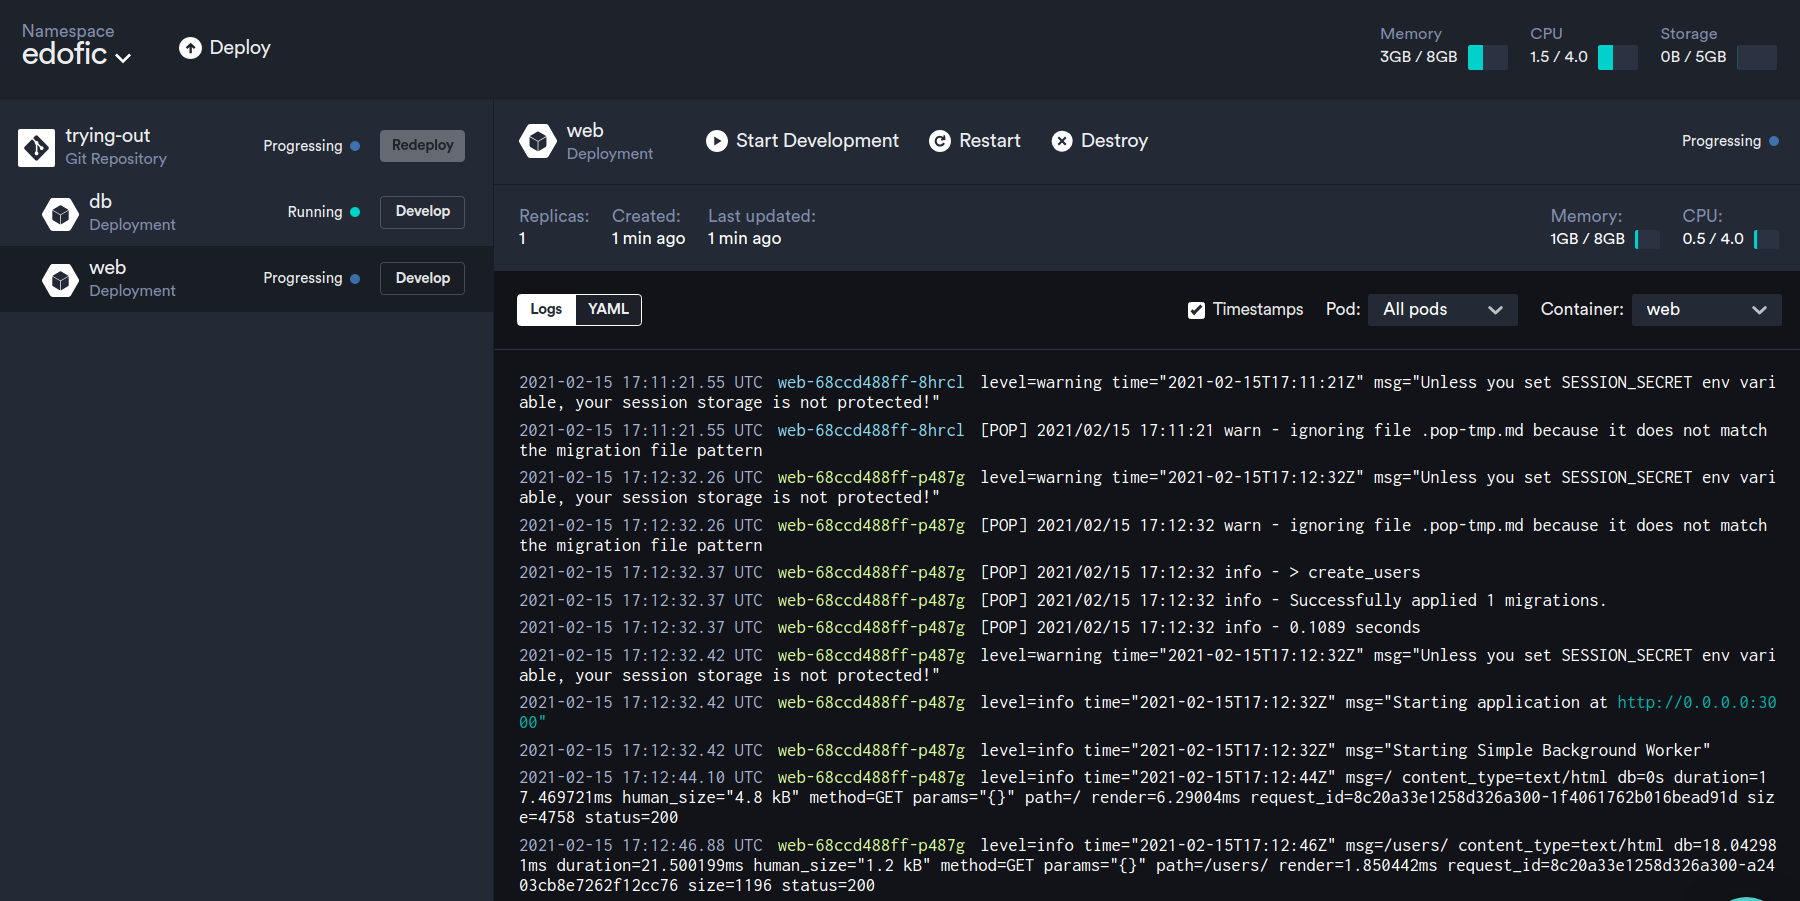 Namespace
edofic
Deploy
Memory
3GB / 8GB
CPU
1.5 / 4.0
Storage
0B / 5GB
trying-out
Git Repository
Progressing
Redeploy
db
Deployment
Running
Develop
web
Deployment
Progressing
Develop
web
Deployment
Start Development
Restart
Destroy
Progressing
Replicas:
1
Created:
1 min ago
Last updated:
1 min ago
Memory:
1GB / 8GB
CPU:
0.5 / 4.0
Logs
YAML
Timestamps
Pod:
All pods
Container:
web
2021-02-15 17:11:21.55 UTC web-68ccd488ff-8hrcl level=warning time="2021-02-15T17:11:21Z" msg="Unless you set SESSION_SECRET env vari
able, your session storage is not protected!"
2021-02-15 17:11:21.55 UTC web-68ccd488ff-8hrcl [POP] 2021/02/15 17:11:21 warn - ignoring file .pop-tmp.md because it does not match
the migration file pattern
2021-02-15 17:12:32.26 UTC web-68ccd488ff-p487g level=warning time="2021-02-15T17:12:32Z" msg="Unless you set SESSION_SECRET env vari
able, your session storage is not protected!"
2021-02-15 17:12:32.26 UTC web-68ccd488ff-p487g [POP] 2021/02/15 17:12:32 warn - ignoring file .pop-tmp.md because it does not match
the migration file pattern
2021-02-15 17:12:32.37 UTC web-68ccd488ff-p487g [POP] 2021/02/15 17:12:32 info - > create_users
2021-02-15 17:12:32.37 UTC web-68ccd488ff-p487g [POP] 2021/02/15 17:12:32 info - Successfully applied 1 migrations.
2021-02-15 17:12:32.37 UTC web-68ccd488ff-p487g [POP] 2021/02/15 17:12:32 info - 0.1089 seconds
2021-02-15 17:12:32.42 UTC web-68ccd488ff-p487g level=warning time="2021-02-15T17:12:32Z" msg="Unless you set SESSION_SECRET env vari
able, your session storage is not protected!"
2021-02-15 17:12:32.42 UTC web-68ccd488ff-p487g level=info time="2021-02-15T17:12:32Z" msg="Starting application at http://0.0.0.0:30
00"
2021-02-15 17:12:32.42 UTC web-68ccd488ff-p487g level=info time="2021-02-15T17:12:32Z" msg="Starting Simple Background Worker"
2021-02-15 17:12:44.10 UTC web-68ccd488ff-p487g level=info time="2021-02-15T17:12:44Z" msg=/ content_type=text/html db=0s duration=1
7.469721ms human_size="4.8 kB" method=GET params="{}" path=/ render=6.29004ms request_id=8c20a33e1258d326a300-1f4061762b016bead91d siz
e=4758 status=200
2021-02-15 17:12:46.88 UTC web-68ccd488ff-p487g level=info time="2021-02-15T17:12:46Z" msg=/users/ content_type=text/html db=18.04298
1ms duration=21.500199ms human_size="1.2 kB" method=GET params="{}" path=/users/ render=1.850442ms request_id=8c20a33e1258d326a300-a24
03cb8e7262f12cc76 size=1196 status=200